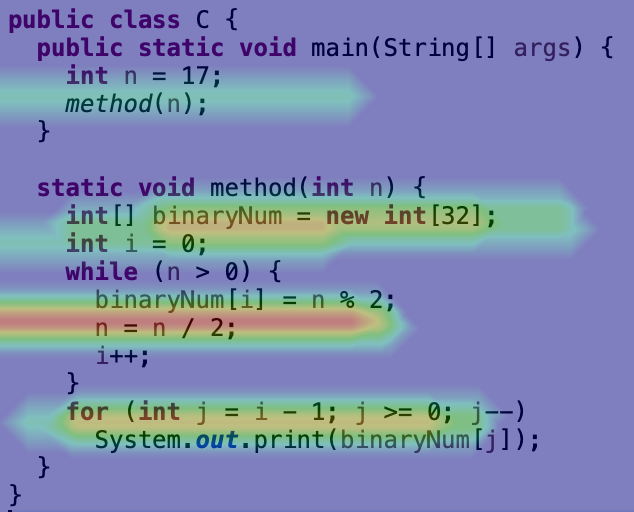 public class C {
  public static void main(String[] args) {
    int n = 17;
    method(n);
  }

  static void method(int n) {
    int[] binaryNum = new int[32];
    int i = 0;
    while (n > 0) {
      binaryNum[i] = n % 2;
      n = n / 2;
      i++;
    }
    for (int j = i - 1; j >= 0; j--)
      System.out.print(binaryNum[j]);
  }
}